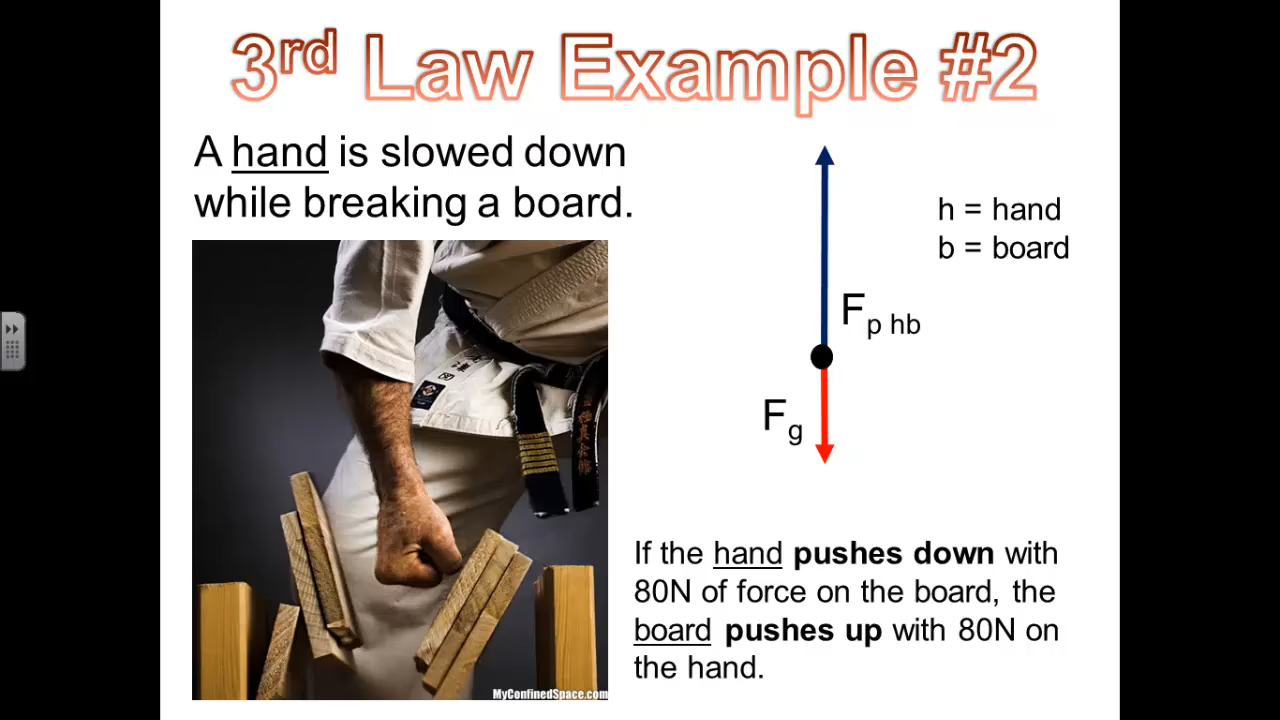 3rd Law Example #2
A hand is slowed down
while breaking a board.
h = hand
b = board
Fp hb
Fg
If the hand pushes down with
80N of force on the board, the
board pushes up with 80N on
the hand.
MyConfinedSpace.com